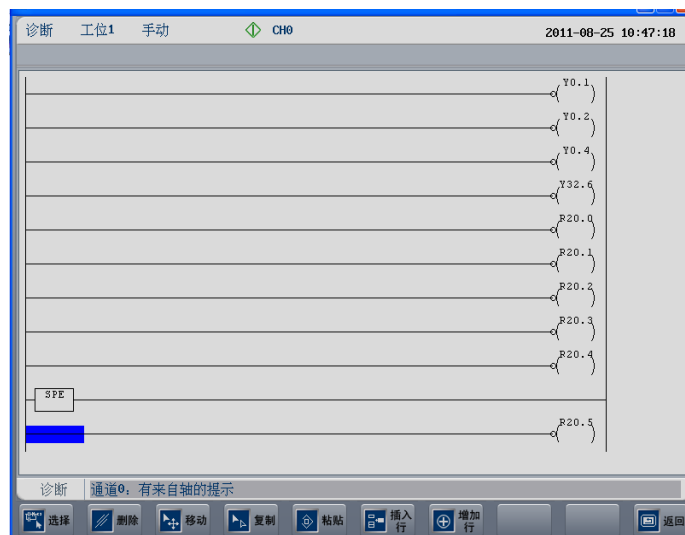 诊断 工位1 手动 CH0 2011-08-25 10:47:18
Y0.1
Y0.2
Y0.4
Y32.6
R20.0
R20.1
R20.2
R20.3
R20.4
SPE
R20.5
诊断 通道0：有来自轴的提示
选择 删除 移动 复制 粘贴 插入行 增加行 返回